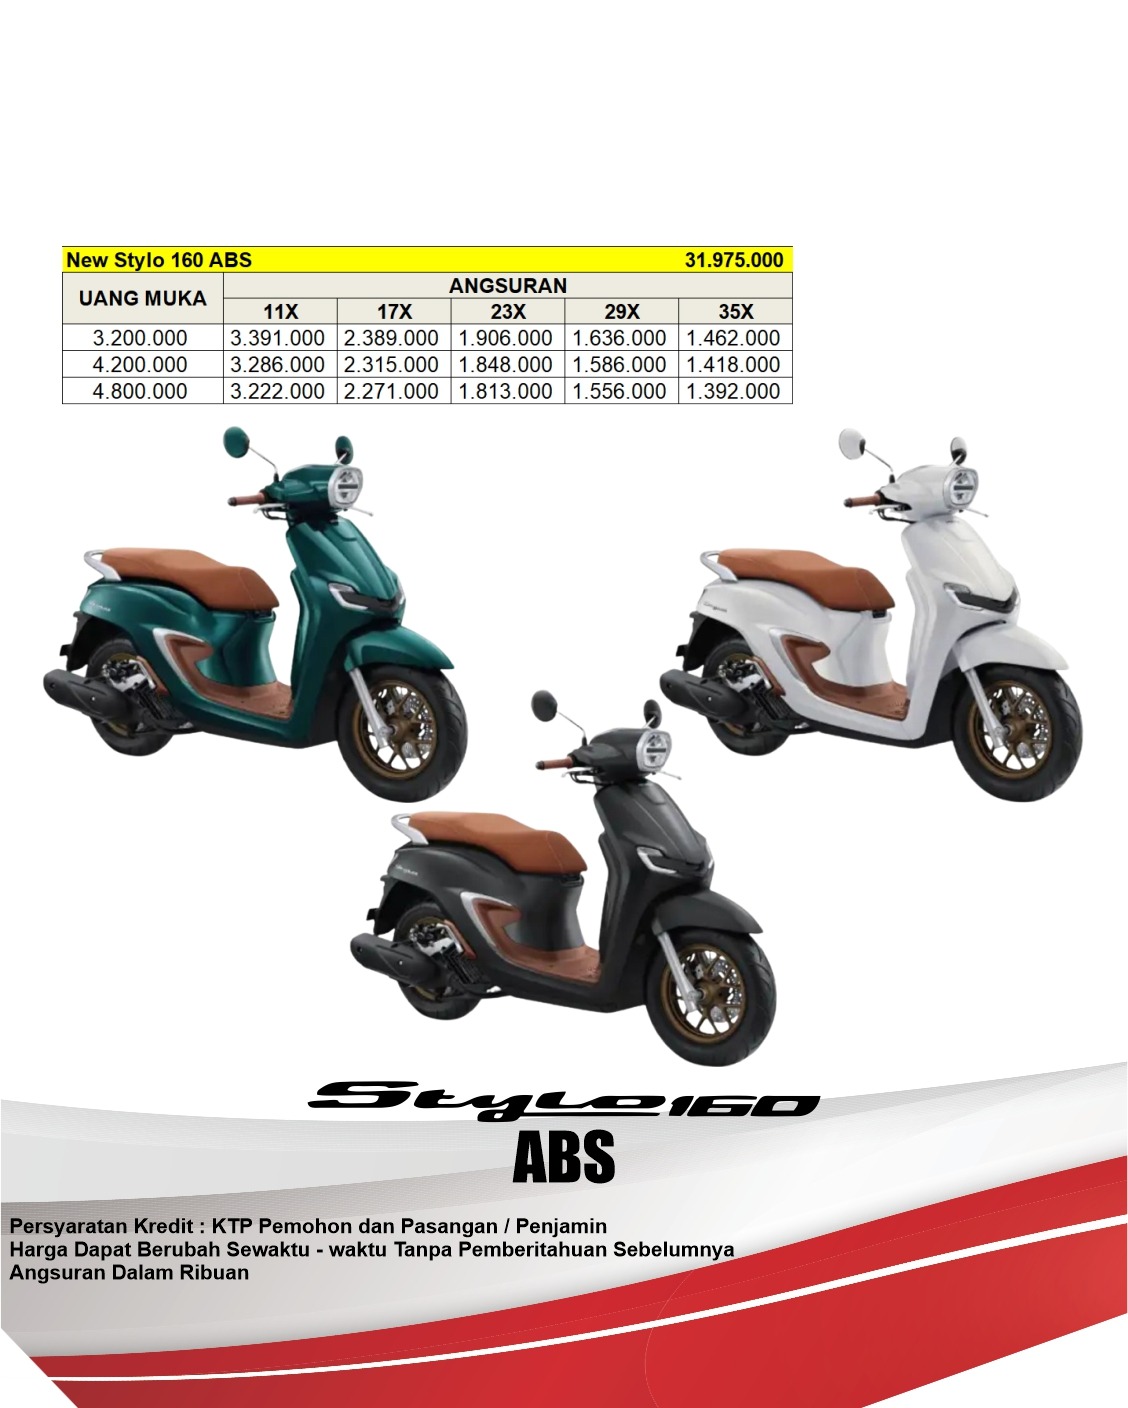 New Stylo 160 ABS 31.975.000
UANG MUKA ANGSURAN
11X 17X 23X 29X 35X
3.200.000 3.391.000 2.389.000 1.906.000 1.636.000 1.462.000
4.200.000 3.286.000 2.315.000 1.848.000 1.586.000 1.418.000
4.800.000 3.222.000 2.271.000 1.813.000 1.556.000 1.392.000
Stylo160
ABS
Persyaratan Kredit : KTP Pemohon dan Pasangan / Penjamin
Harga Dapat Berubah Sewaktu - waktu Tanpa Pemberitahuan Sebelumnya
Angsuran Dalam Ribuan